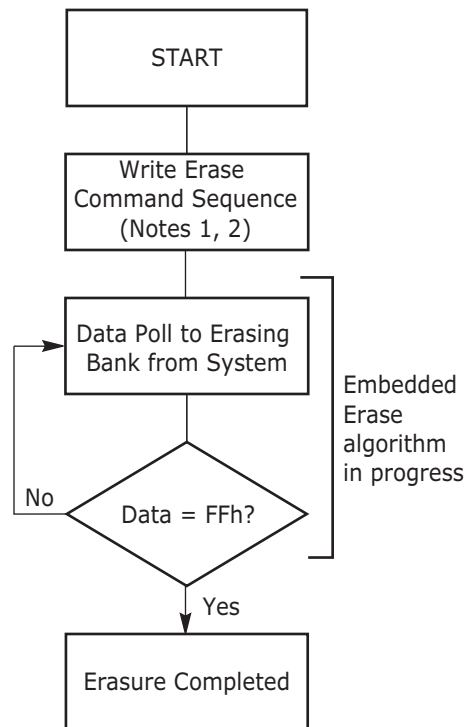 START
Write Erase
Command Sequence
(Notes 1, 2)
Data Poll to Erasing
Bank from System
Embedded
Erase
algorithm
in progress
No
Data = FFh?
Yes
Erasure Completed